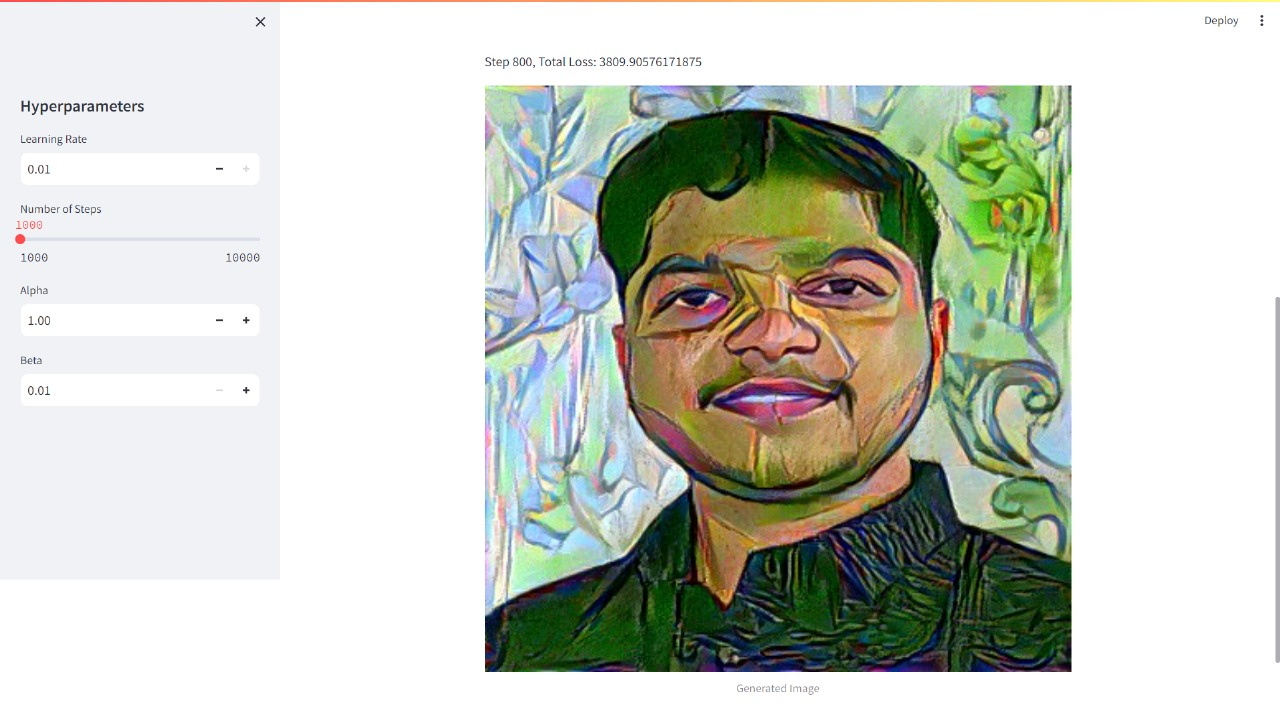 Deploy
Hyperparameters
Learning Rate
0.01
Number of Steps
1000
1000 10000
Alpha
1.00
Beta
0.01
Step 800, Total Loss: 3809.90576171875
Generated Image